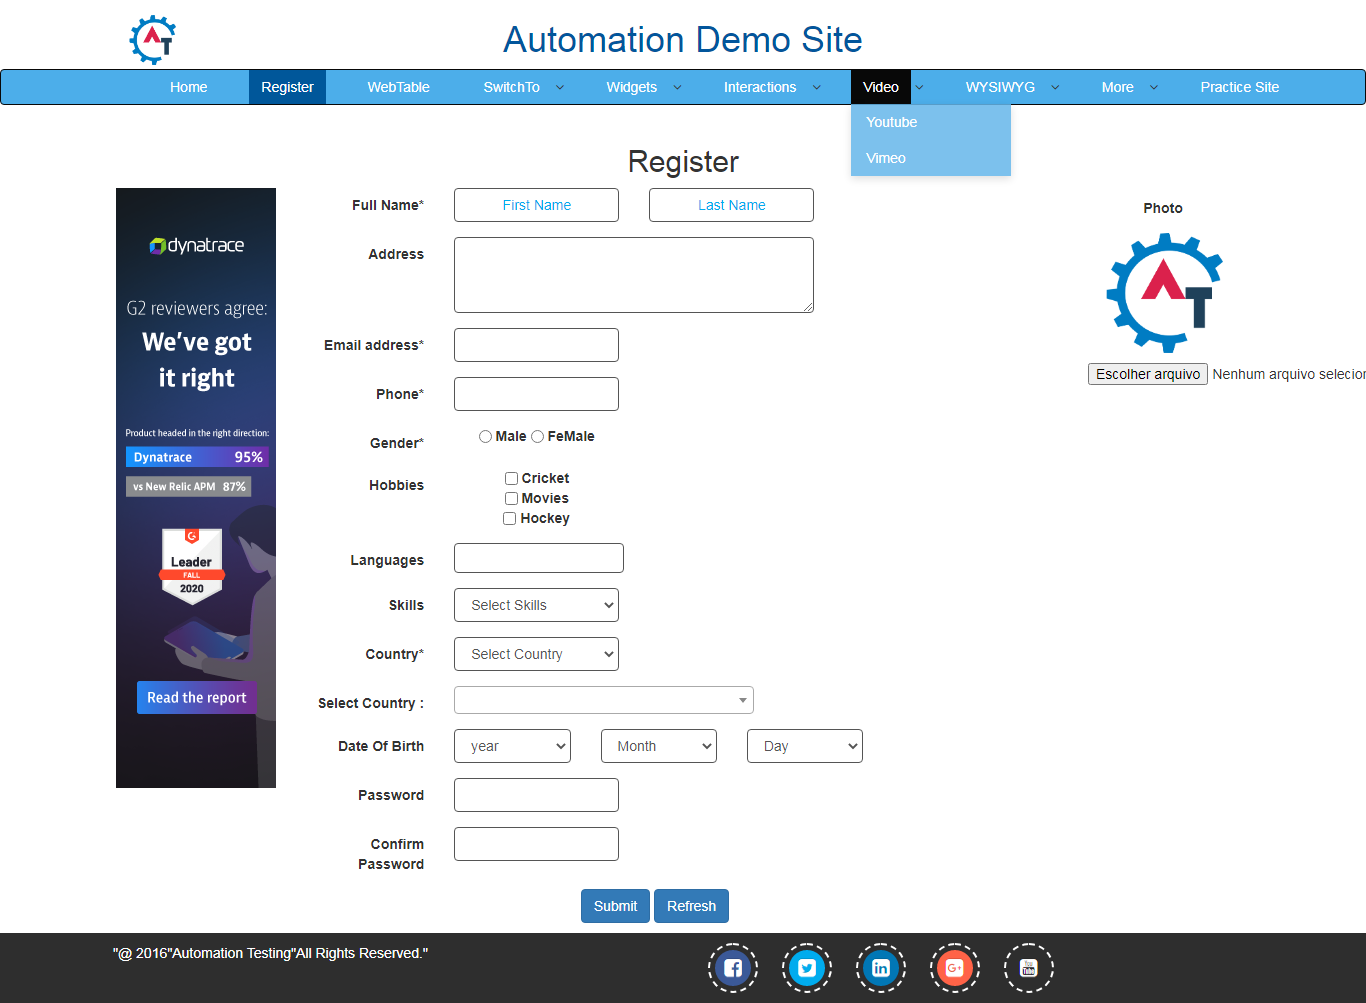 Automation Demo Site
Home Register WebTable SwitchTo Widgets Interactions Video WYSIWYG More Practice Site
Youtube
Vimeo
Register
Full Name* First Name Last Name
Photo
Address
Email address*
Escolher arquivo Nenhum arquivo selecion
Phone*
Gender* Male FeMale
Hobbies Cricket
Movies
Hockey
Languages
Skills Select Skills
Country* Select Country
Select Country :
Date Of Birth year Month Day
Password
Confirm
Password
Submit Refresh
dynatrace
G2 reviewers agree:
We've got
it right
Product headed in the right direction:
Dynatrace 95%
vs New Relic APM 87%
G
Leader
FALL
2020
Read the report
"@ 2016"Automation Testing"All Rights Reserved."